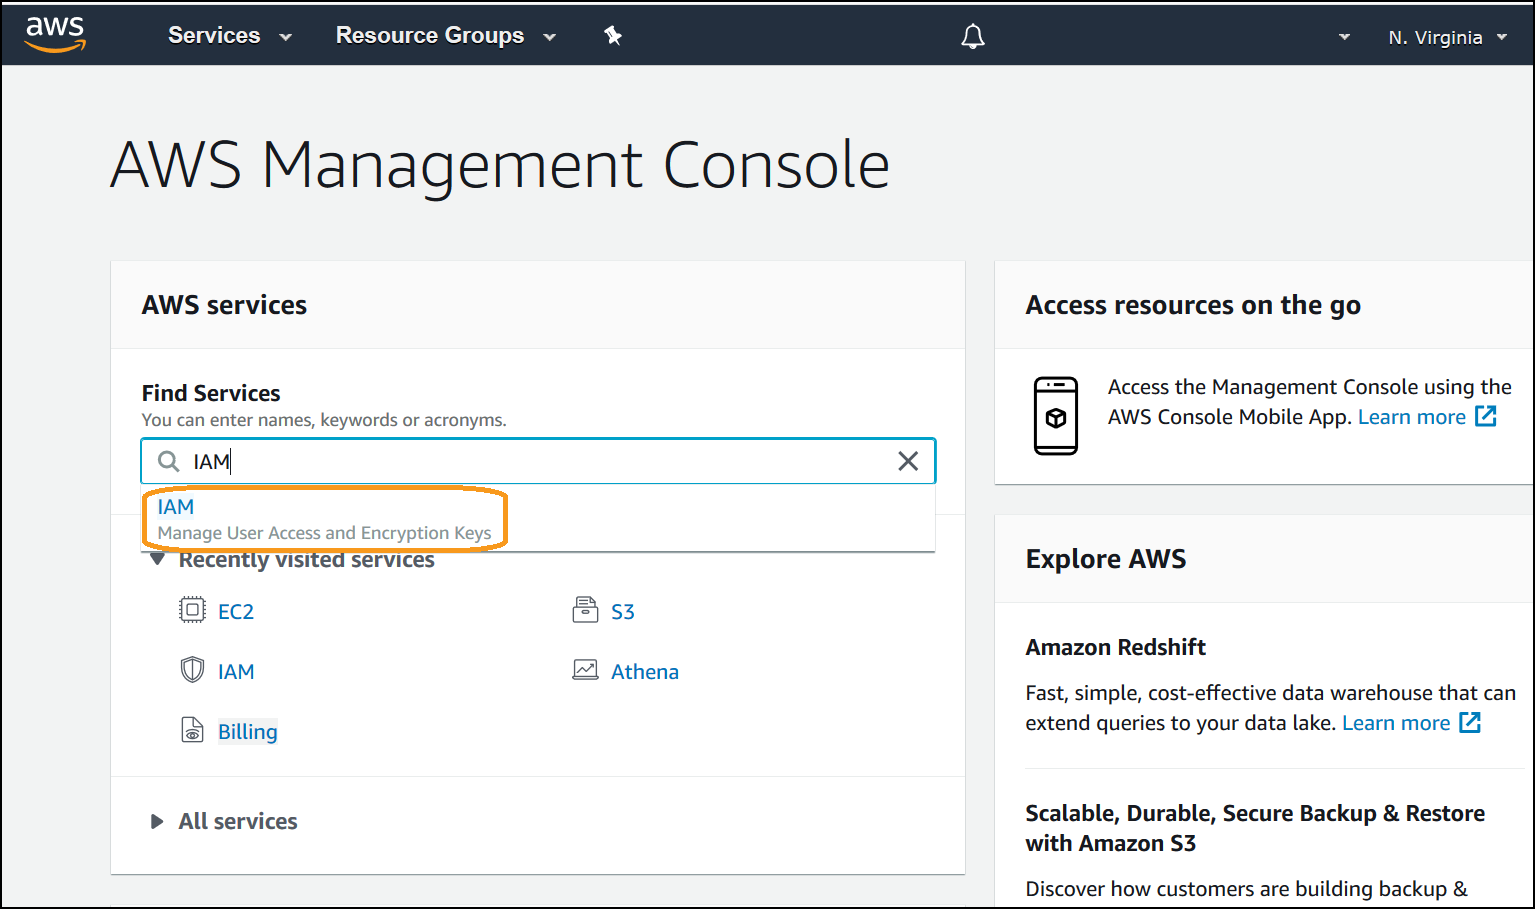 aws
Services
Resource Groups
N. Virginia
AWS Management Console
AWS services
Find Services
You can enter names, keywords or acronyms.
IAM
IAM
Manage User Access and Encryption Keys
Recently visited services
EC2
S3
IAM
Athena
Billing
All services
Access resources on the go
Access the Management Console using the
AWS Console Mobile App. Learn more
Explore AWS
Amazon Redshift
Fast, simple, cost-effective data warehouse that can
extend queries to your data lake. Learn more
Scalable, Durable, Secure Backup & Restore
with Amazon S3
Discover how customers are building backup &